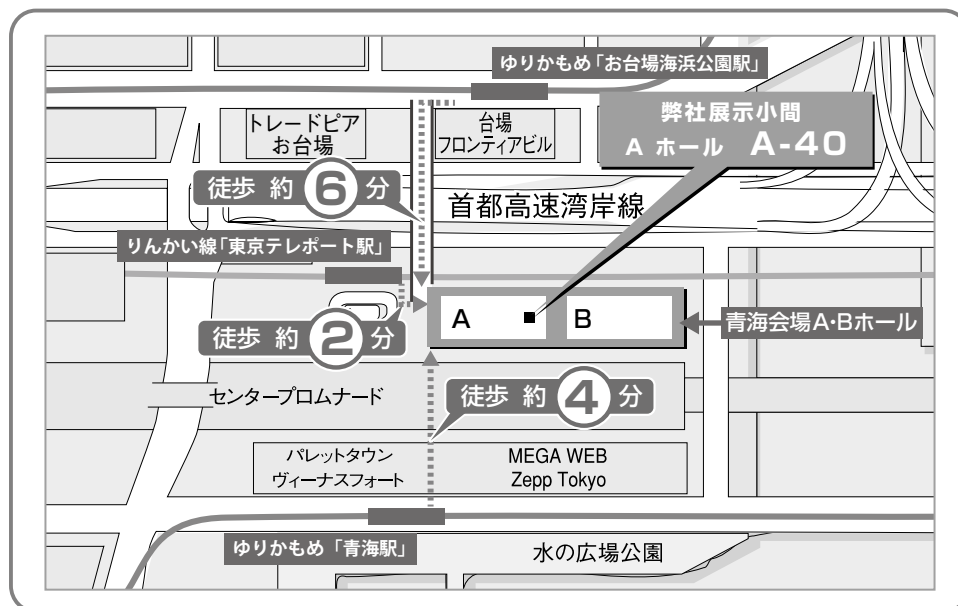 ゆりかもめ「お台場海浜公園駅」
トレードピア
お台場
台場
フロンティアビル
弊社展示小間
A ホール A-40
徒歩 約 6 分
首都高速湾岸線
りんかい線「東京テレポート駅」
A
B
青海会場A・Bホール
徒歩 約 2 分
センタープロムナード
徒歩 約 4 分
パレットタウン
ヴィーナスフォート
MEGA WEB
Zepp Tokyo
ゆりかもめ「青海駅」
水の広場公園